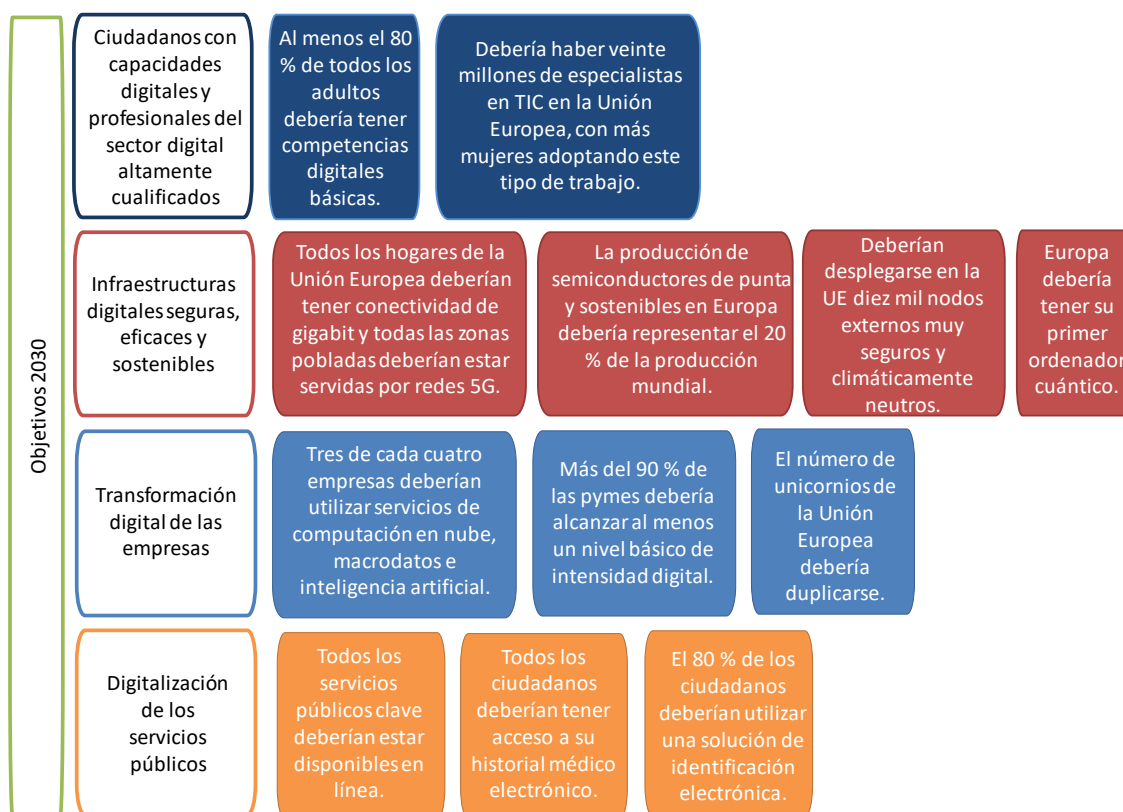 Objetivos 2030
Ciudadanos con
capacidades
digitales y
profesionales del
sector digital
altamente
cualificados
Al menos el 80
% de todos los
adultos
debería tener
competencias
digitales
básicas.
Debería haber veinte
millones de especialistas
en TIC en la Unión
Europea, con más
mujeres adoptando este
tipo de trabajo.
Infraestructuras
digitales seguras,
eficaces y
sostenibles
Todos los hogares de la
Unión Europea deberían
tener conectividad de
gigabit y todas las zonas
pobladas deberían estar
servidas por redes 5G.
La producción de
semiconductores de punta
y sostenibles en Europa
debería representar el 20
% de la producción
mundial.
Deberían
desplegarse en la
UE diez mil nodos
externos muy
seguros y
climáticamente
neutros.
Europa
debería
tener su
primer
ordenador
cuántico.
Transformación
digital de las
empresas
Tres de cada cuatro
empresas deberían
utilizar servicios de
computación en nube,
macrodatos e
inteligencia artificial.
Más del 90 % de
las pymes debería
alcanzar al menos
un nivel básico de
intensidad digital.
El número de
unicornios de
la Unión
Europea
debería
duplicarse.
Digitalización
de los
servicios
públicos
Todos los
servicios
públicos clave
deberían estar
disponibles en
línea.
Todos los
ciudadanos
deberían tener
acceso a su
historial médico
electrónico.
El 80 % de los
ciudadanos
deberían utilizar
una solución de
identificación
electrónica.